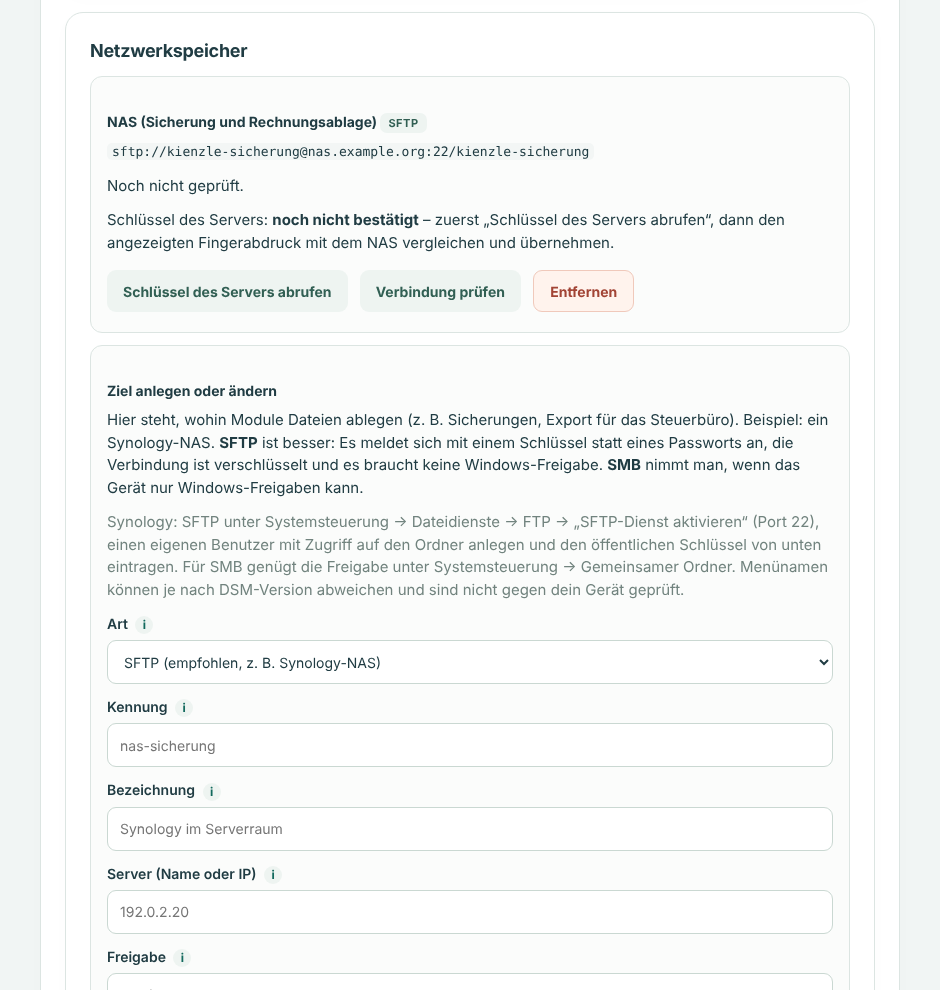 Netzwerkspeicher
NAS (Sicherung und Rechnungsablage) SFTP
sftp://kienzle-sicherung@nas.example.org:22/kienzle-sicherung
Noch nicht geprüft.
Schlüssel des Servers: noch nicht bestätigt – zuerst „Schlüssel des Servers abrufen“, dann den
angezeigten Fingerabdruck mit dem NAS vergleichen und übernehmen.
Schlüssel des Servers abrufen Verbindung prüfen Entfernen
Ziel anlegen oder ändern
Hier steht, wohin Module Dateien ablegen (z. B. Sicherungen, Export für das Steuerbüro). Beispiel: ein
Synology-NAS. SFTP ist besser: Es meldet sich mit einem Schlüssel statt eines Passworts an, die
Verbindung ist verschlüsselt und es braucht keine Windows-Freigabe. SMB nimmt man, wenn das
Gerät nur Windows-Freigaben kann.
Synology: SFTP unter Systemsteuerung → Dateidienste → FTP → „SFTP-Dienst aktivieren“ (Port 22),
einen eigenen Benutzer mit Zugriff auf den Ordner anlegen und den öffentlichen Schlüssel von unten
eintragen. Für SMB genügt die Freigabe unter Systemsteuerung → Gemeinsamer Ordner. Menünamen
können je nach DSM-Version abweichen und sind nicht gegen dein Gerät geprüft.
Art i
SFTP (empfohlen, z. B. Synology-NAS)
Kennung i
nas-sicherung
Bezeichnung i
Synology im Serverraum
Server (Name oder IP) i
192.0.2.20
Freigabe i